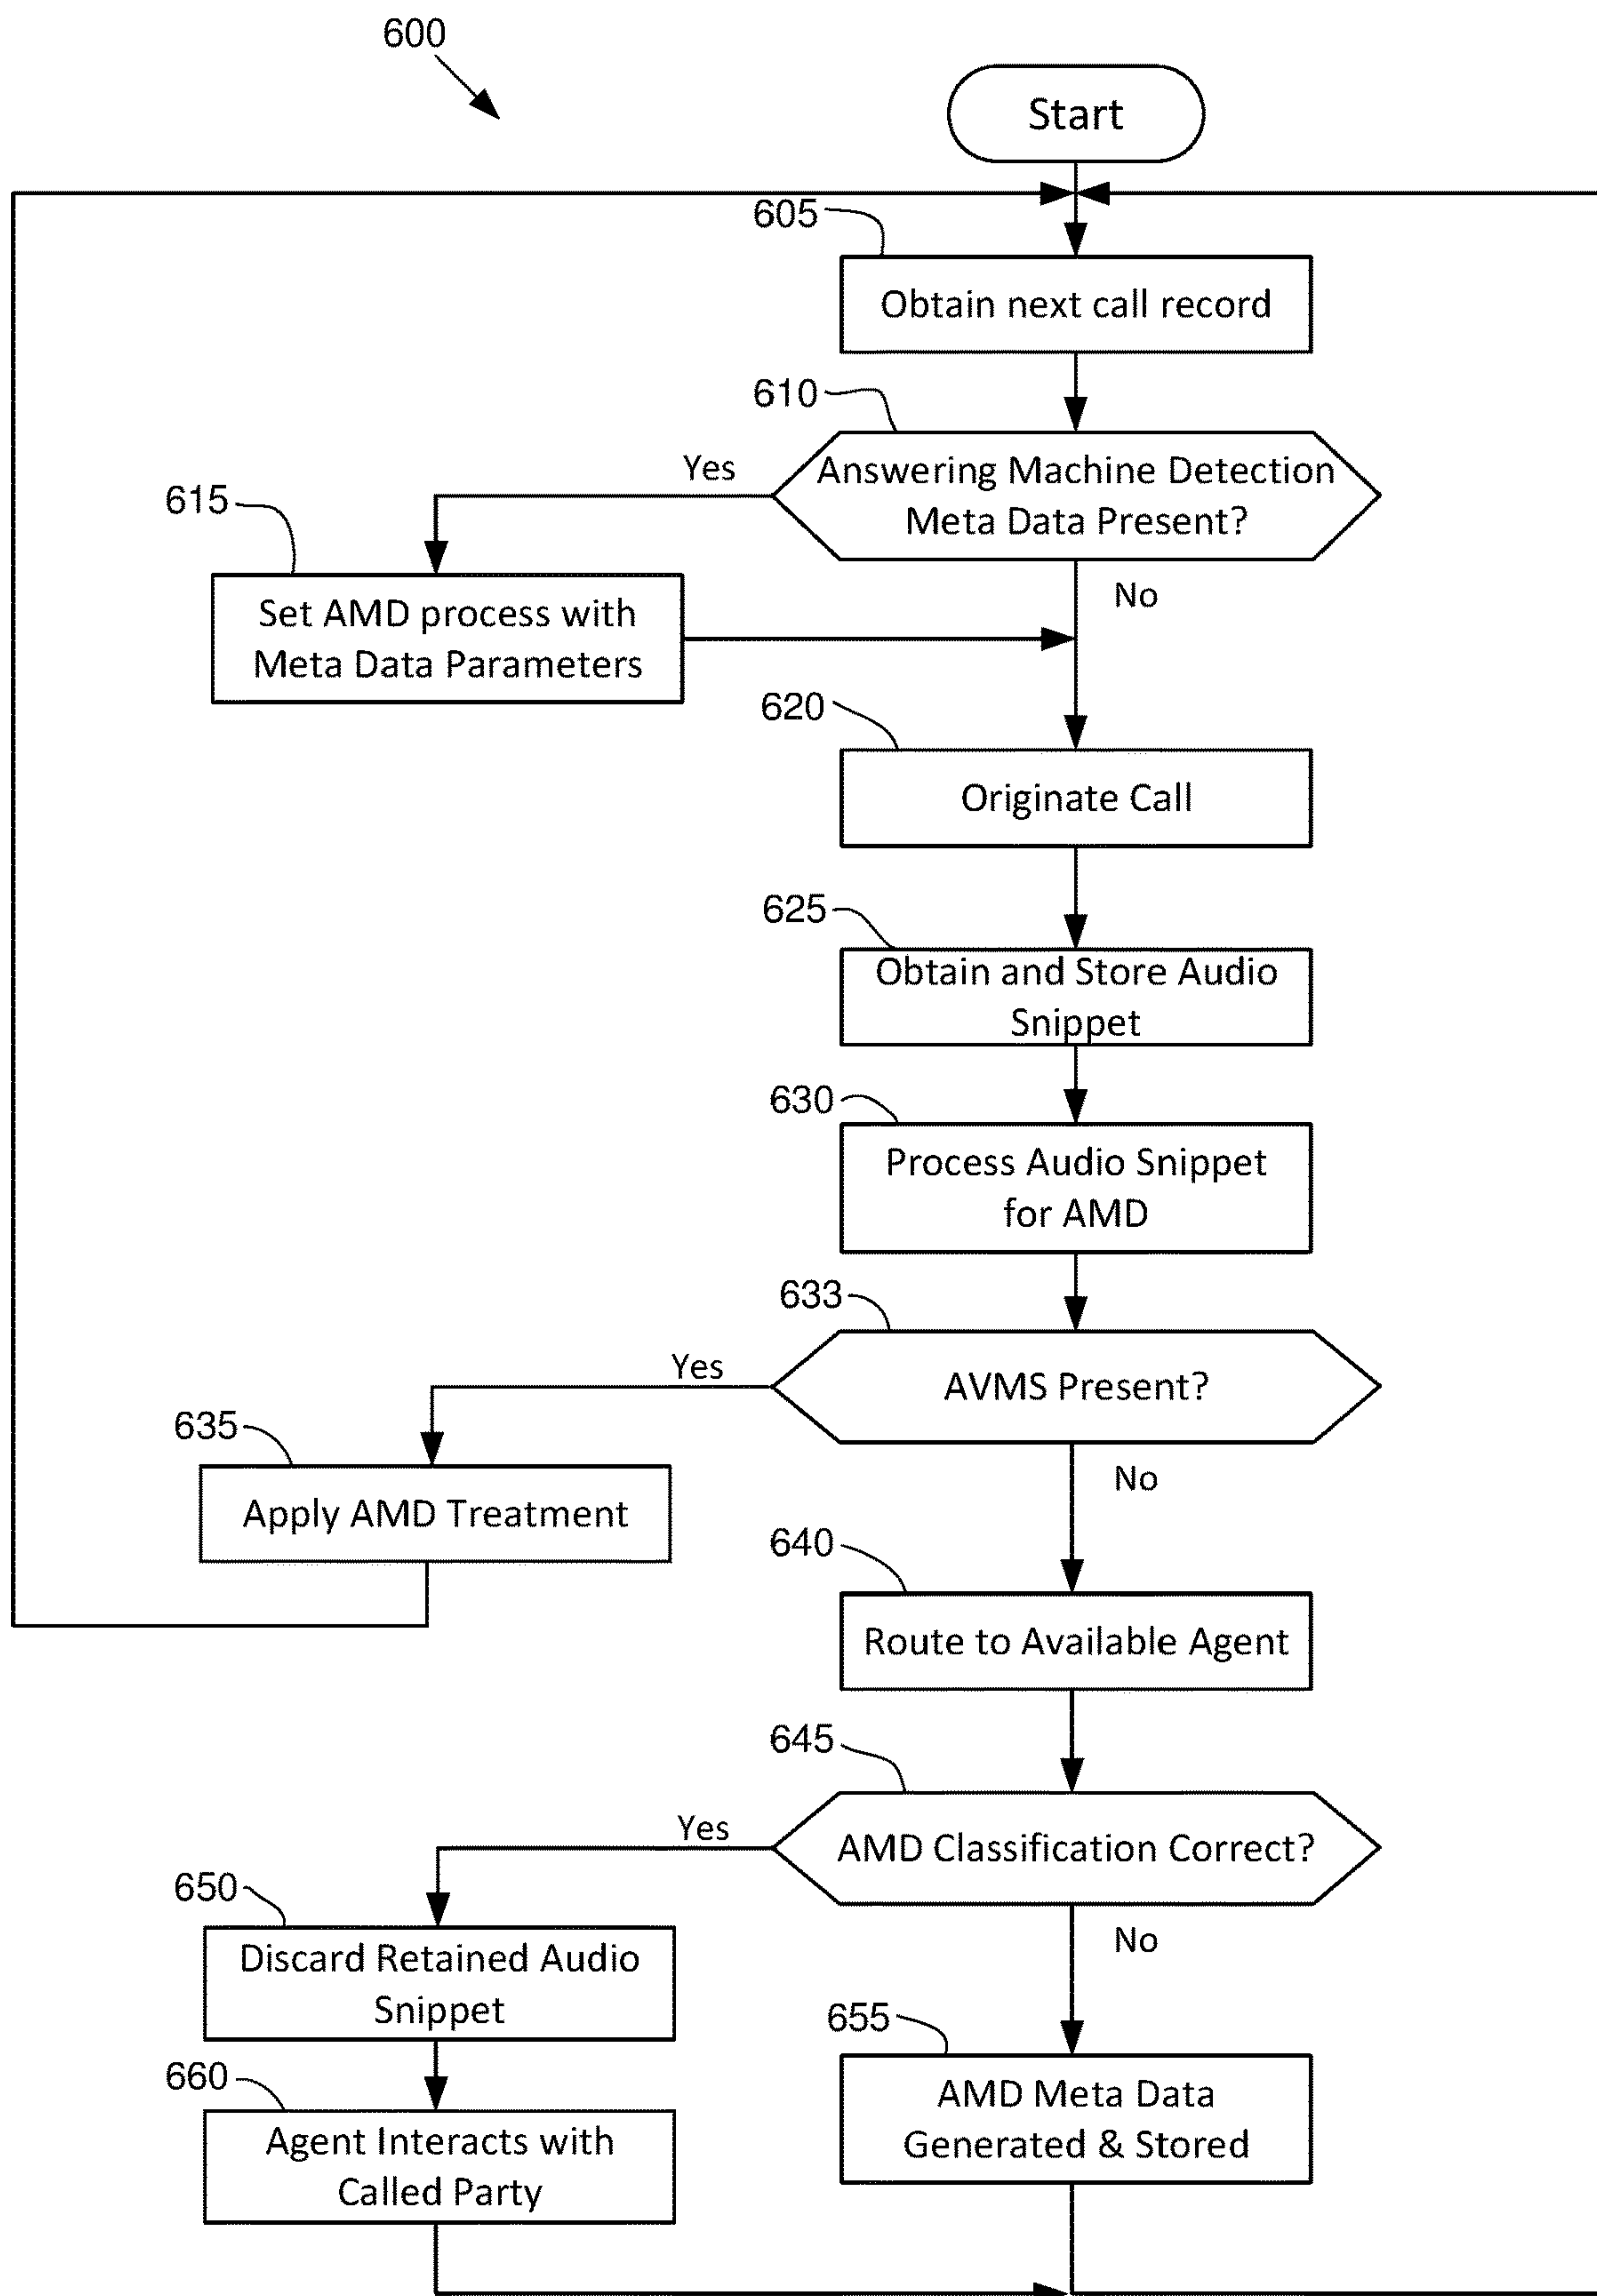 600
Start
605
Obtain next call record
610
Answering Machine Detection
Meta Data Present?
Yes
No
615
Set AMD process with
Meta Data Parameters
620
Originate Call
625
Obtain and Store Audio
Snippet
630
Process Audio Snippet
for AMD
633
AVMS Present?
Yes
No
635
Apply AMD Treatment
640
Route to Available Agent
645
AMD Classification Correct?
Yes
No
650
Discard Retained Audio
Snippet
655
AMD Meta Data
Generated & Stored
660
Agent Interacts with
Called Party